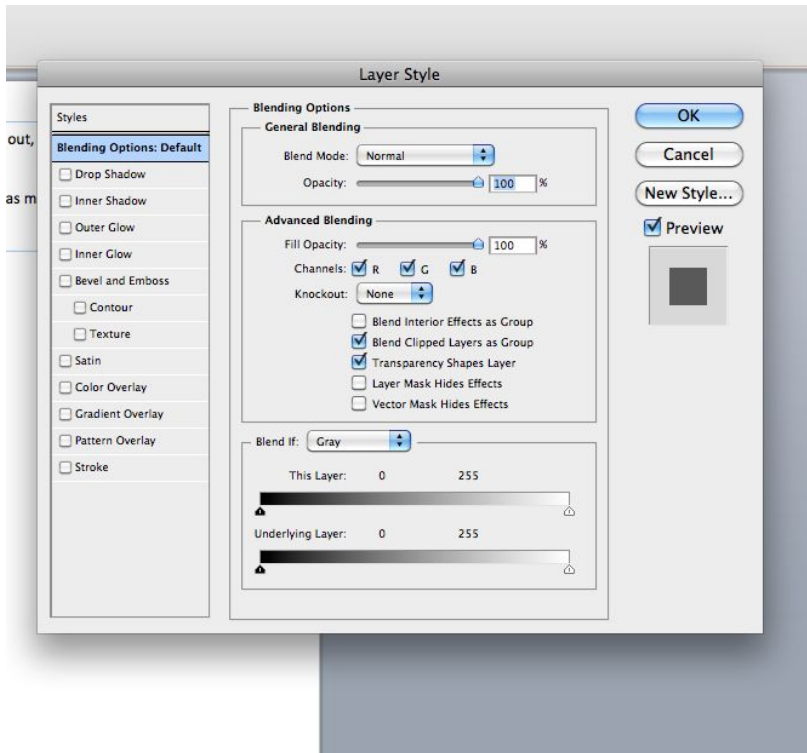 Layer Style
out,
as m
Styles
Blending Options: Default
Drop Shadow
Inner Shadow
Outer Glow
Inner Glow
Bevel and Emboss
Contour
Texture
Satin
Color Overlay
Gradient Overlay
Pattern Overlay
Stroke
Blending Options
General Blending
Blend Mode: Normal
Opacity: 100 %
Advanced Blending
Fill Opacity: 100 %
Channels: R G B
Knockout: None
Blend Interior Effects as Group
Blend Clipped Layers as Group
Transparency Shapes Layer
Layer Mask Hides Effects
Vector Mask Hides Effects
Blend If: Gray
This Layer: 0 255
Underlying Layer: 0 255
OK
Cancel
New Style...
Preview